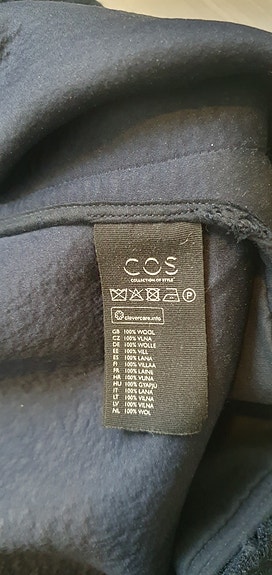 COS
COLLECTION OF STYLE
P
clevercare.info
GB 100% WOOL
CZ 100% VLNA
DE 100% WOLLE
EE 100% VILL
ES 100% LANA
FI 100% VILLAA
FR 100% LAINE
HR 100% VUNA
HU 100% GYAPJÚ
IT 100% LANA
LT 100% VILNA
LV 100% VILNA
NL 100% WOL